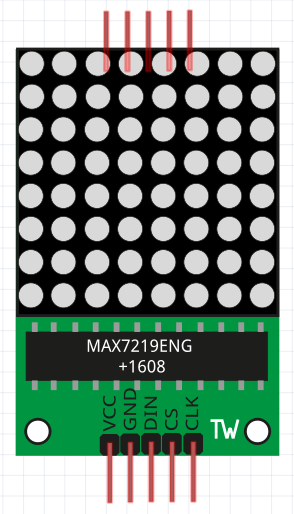 MAX7219ENG
+1608
VCC
GND
DIN
CS
CLK
TW